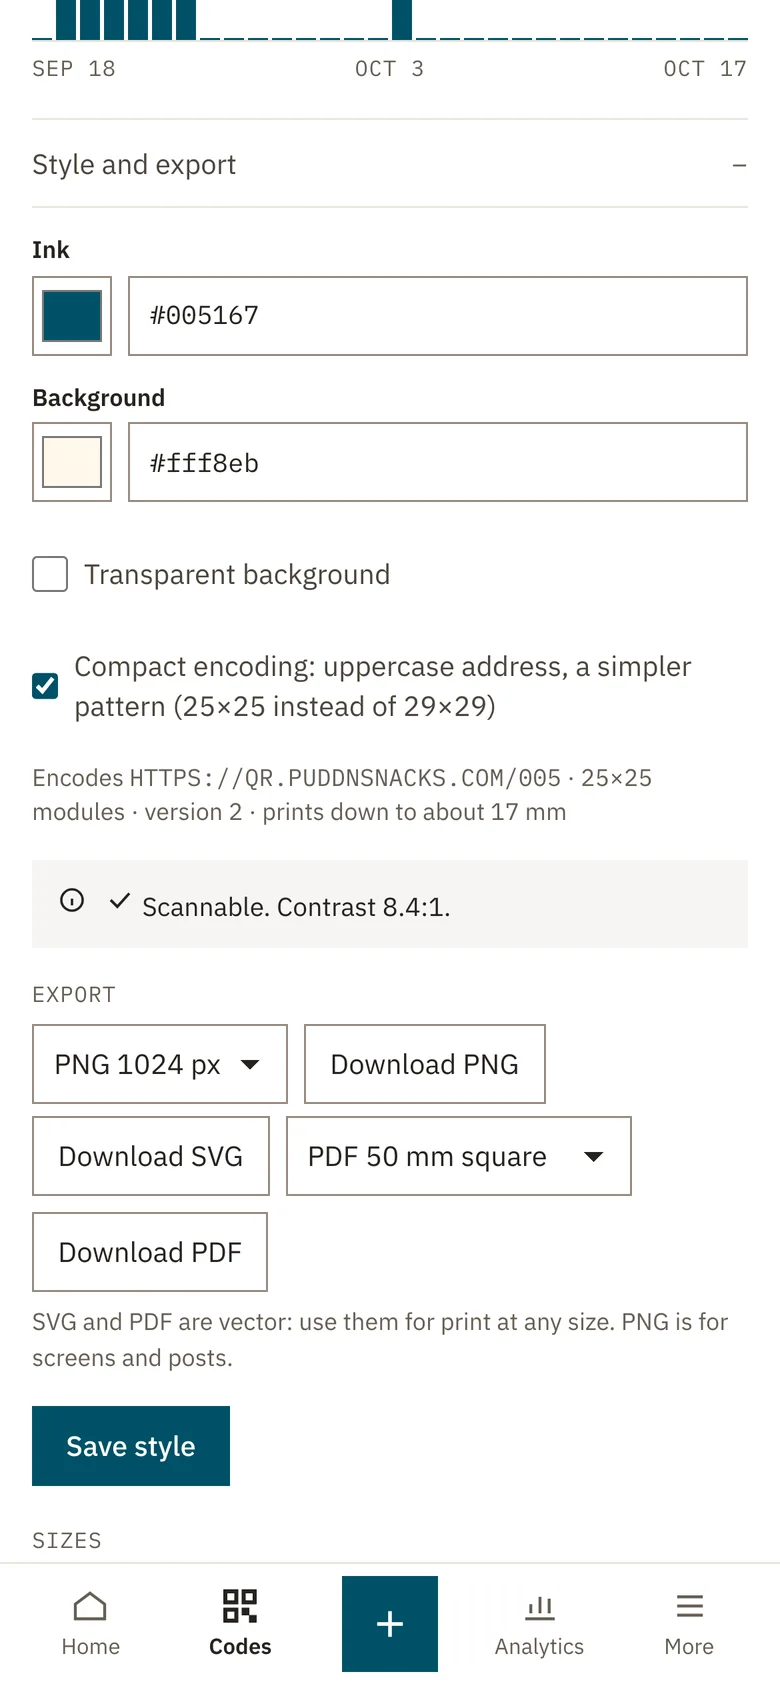 SEP 18 OCT 3 OCT 17
Style and export –
Ink
#005167
Background
#fff8eb
Transparent background
Compact encoding: uppercase address, a simpler
pattern (25×25 instead of 29×29)
Encodes HTTPS://QR.PUDDNSNACKS.COM/005 · 25×25
modules · version 2 · prints down to about 17 mm
Scannable. Contrast 8.4:1.
EXPORT
PNG 1024 px Download PNG
Download SVG PDF 50 mm square
Download PDF
SVG and PDF are vector: use them for print at any size. PNG is for
screens and posts.
Save style
SIZES
Home Codes + Analytics More